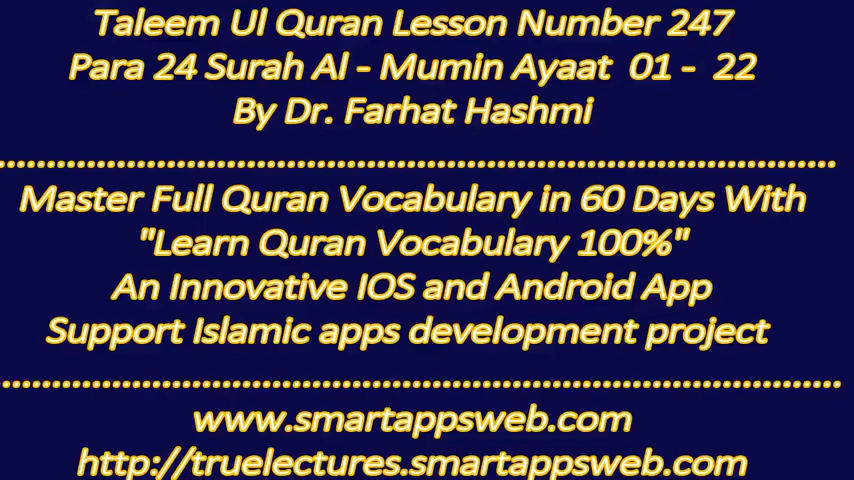 Taleem Ul Quran Lesson Number 247
Para 24 Surah Al - Mumin Ayaat 01 - 22
By Dr. Farhat Hashmi
Master Full Quran Vocabulary in 60 Days With
"Learn Quran Vocabulary 100%"
An Innovative IOS and Android App
Support Islamic apps development project
www.smartappsweb.com
http://truelectures.smartappsweb.com